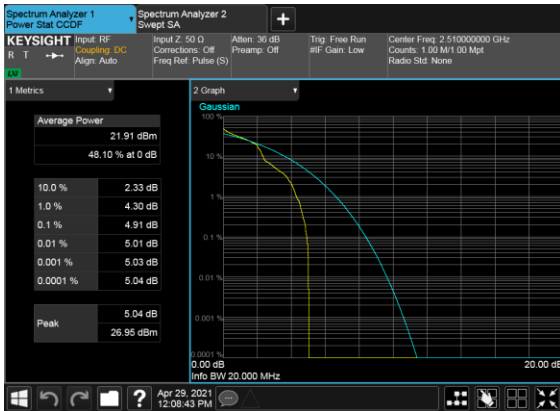 Spectrum Analyzer 1
Power Stat CCDF
Spectrum Analyzer 2
Swept SA
KEYSIGHT
R T
LXI
Input: RF
Coupling: DC
Align: Auto
Input Z: 50 Ω
Corrections: Off
Freq Ref: Pulse (S)
Atten: 36 dB
Preamp: Off
Trig: Free Run
#IF Gain: Low
Center Freq: 2.510000000 GHz
Counts: 1.00 M/1.00 Mpt
Radio Std: None
1 Metrics
Average Power
21.91 dBm
48.10 % at 0 dB
10.0 % 2.33 dB
1.0 % 4.30 dB
0.1 % 4.91 dB
0.01 % 5.01 dB
0.001 % 5.03 dB
0.0001 % 5.04 dB
Peak
5.04 dB
26.95 dBm
2 Graph
Gaussian
100 %
10 %
1 %
0.1 %
0.01 %
0.001 %
0.0001 %
0.00 dB
20.00 dB
Info BW 20.000 MHz
?
Apr 29, 2021
12:08:43 PM